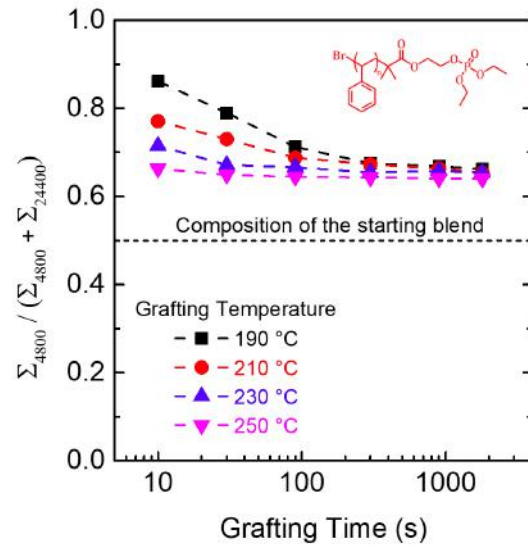 1.0
0.8
0.6
0.4
0.2
0.0
Σ4800 / (Σ4800 + Σ24400)
Br
n
O
O
O
O
P
O
O
Composition of the starting blend
Grafting Temperature
190 °C
210 °C
230 °C
250 °C
10
100
1000
Grafting Time (s)